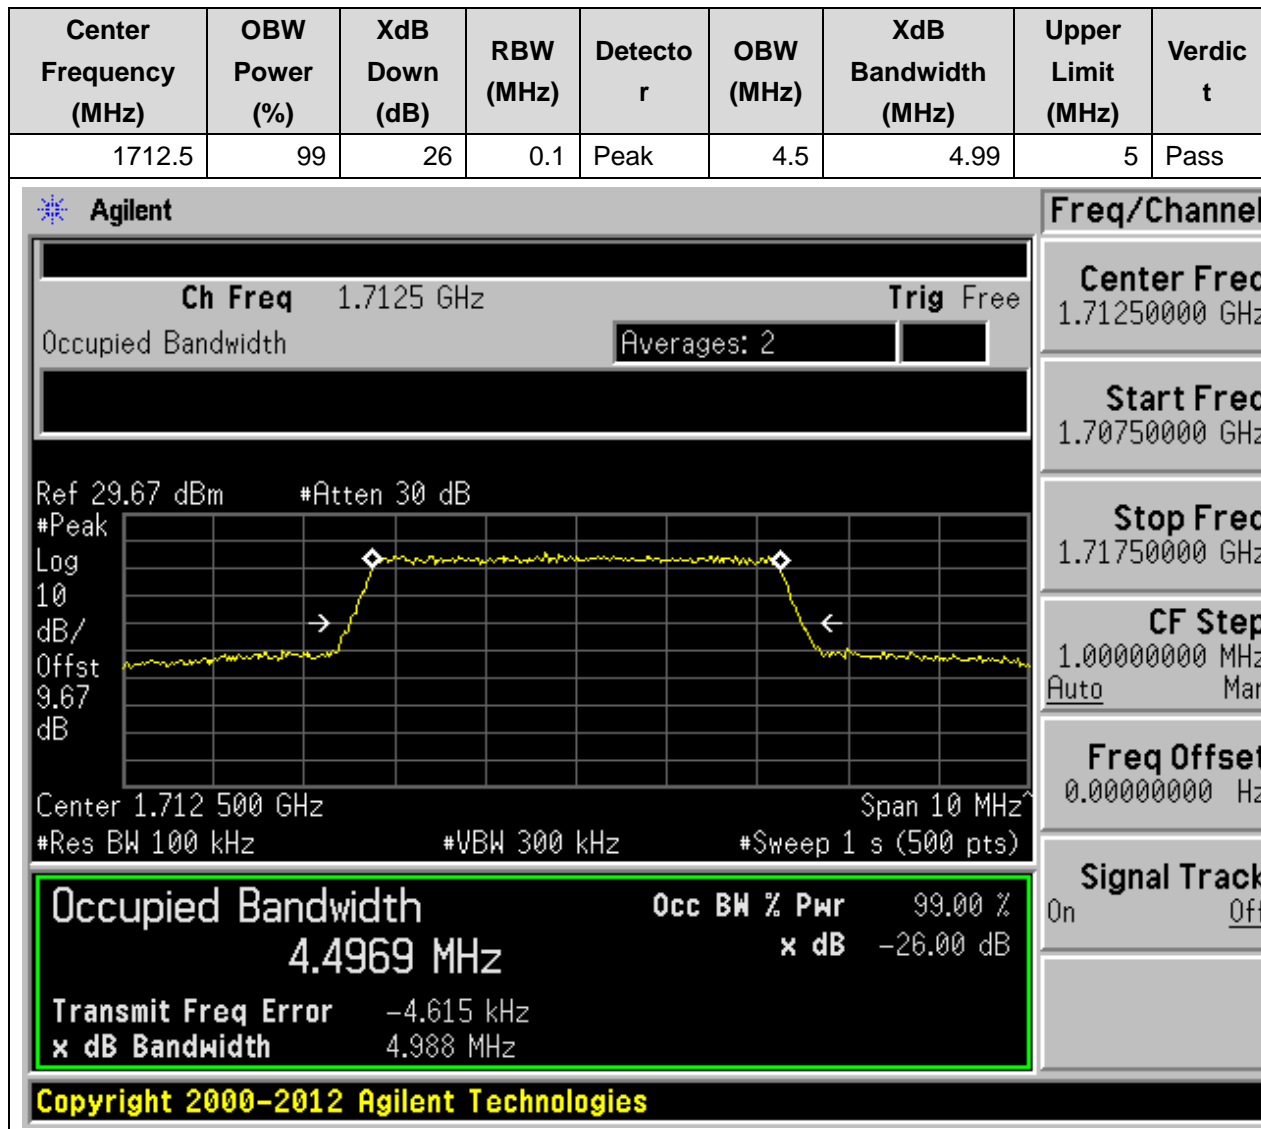 Center Frequency (MHz) OBW Power (%) XdB Down (dB) RBW (MHz) Detecto r OBW (MHz) XdB Bandwidth (MHz) Upper Limit (MHz) Verdic t
1712.5 99 26 0.1 Peak 4.5 4.99 5 Pass
Agilent
Freq/Channel
Ch Freq 1.7125 GHz Trig Free
Occupied Bandwidth Averages: 2
Center Freq
1.71250000 GHz
Start Freq
1.70750000 GHz
Stop Freq
1.71750000 GHz
CF Step
1.00000000 MHz
Auto Man
Freq Offset
0.00000000 Hz
Signal Track
On Off
Ref 29.67 dBm #Atten 30 dB
#Peak
Log
10
dB/
Offst
9.67
dB
Center 1.712 500 GHz Span 10 MHz^
#Res BW 100 kHz #VBW 300 kHz #Sweep 1 s (500 pts)
Occupied Bandwidth
4.4969 MHz
Occ BW % Pwr 99.00 %
x dB -26.00 dB
Transmit Freq Error -4.615 kHz
x dB Bandwidth 4.988 MHz
Copyright 2000-2012 Agilent Technologies